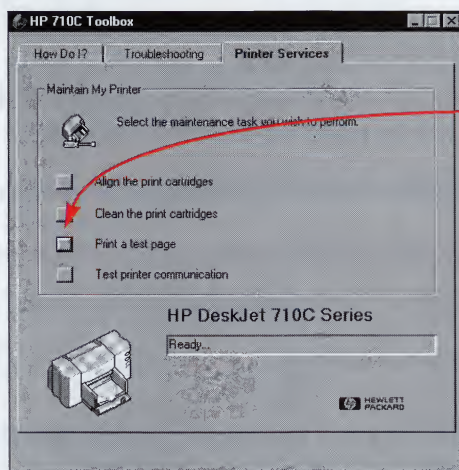 HP 710C Toolbox
How Do I? Troubleshooting Printer Services
Maintain My Printer
Select the maintenance task you wish to perform.
Align the print cartridges
Clean the print cartridges
Print a test page
Test printer communication
HP DeskJet 710C Series
Ready...
hp HEWLETT
PACKARD